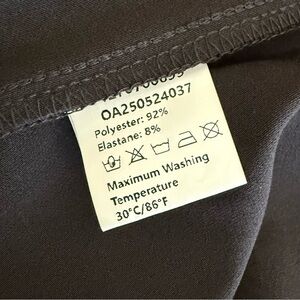 OA250524037
Polyester: 92%
Elastane: 8%
Maximum Washing
Temperature
30°C/86°F